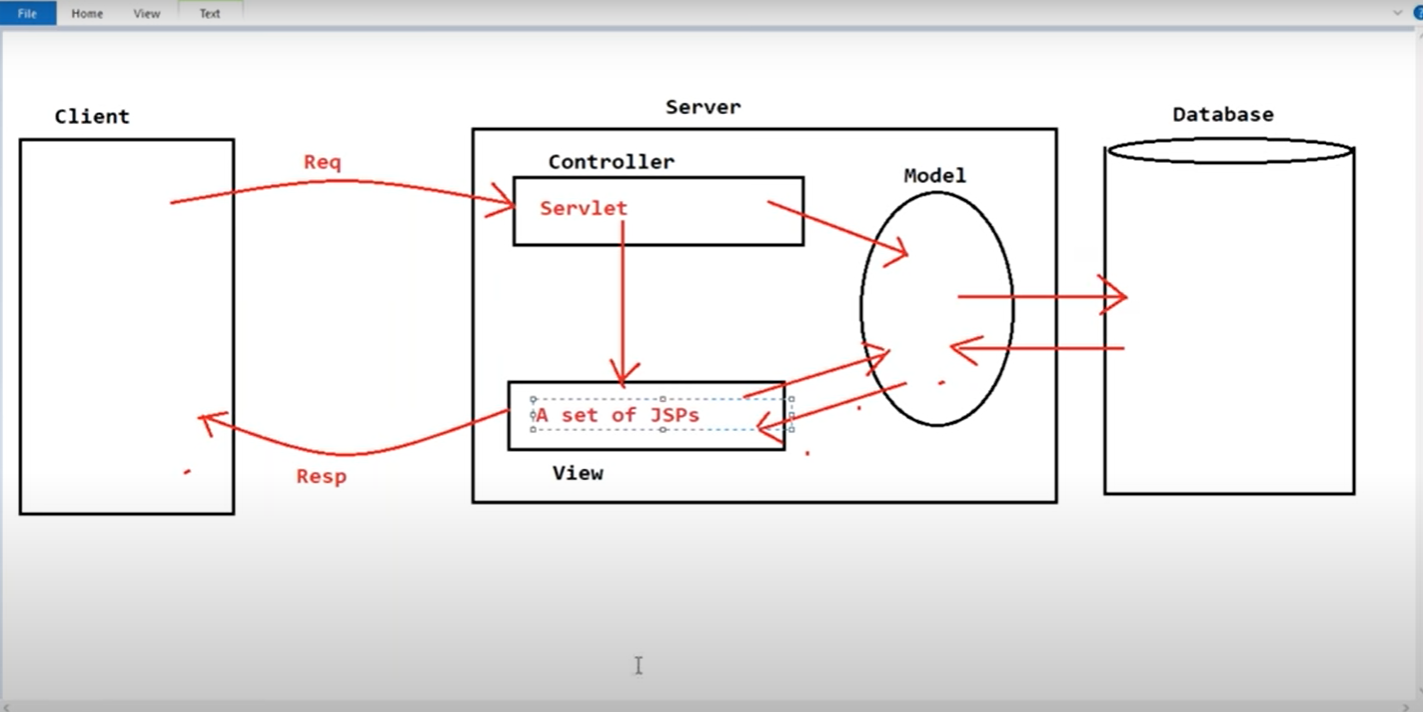 File Home View Text
Client
Server
Database
Req
Controller
Model
Servlet
A set of JSPs
View
Resp